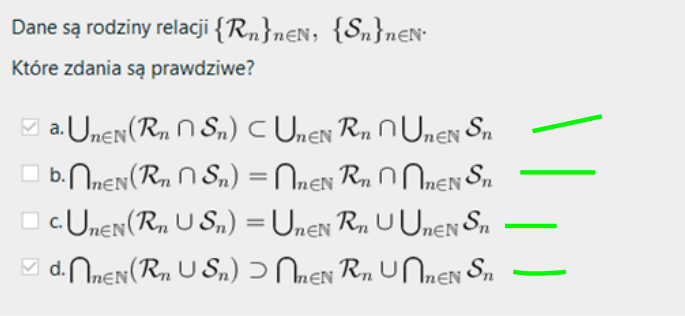 Dane są rodziny relacji {ℛₙ}ₙ∈ℕ, {𝒮ₙ}ₙ∈ℕ.
Które zdania są prawdziwe?
a. ⋃ₙ∈ℕ(ℛₙ ∩ 𝒮ₙ) ⊂ ⋃ₙ∈ℕ ℛₙ ∩ ⋃ₙ∈ℕ 𝒮ₙ
b. ⋂ₙ∈ℕ(ℛₙ ∩ 𝒮ₙ) = ⋂ₙ∈ℕ ℛₙ ∩ ⋂ₙ∈ℕ 𝒮ₙ
c. ⋃ₙ∈ℕ(ℛₙ ∪ 𝒮ₙ) = ⋃ₙ∈ℕ ℛₙ ∪ ⋃ₙ∈ℕ 𝒮ₙ
d. ⋂ₙ∈ℕ(ℛₙ ∪ 𝒮ₙ) ⊃ ⋂ₙ∈ℕ ℛₙ ∪ ⋂ₙ∈ℕ 𝒮ₙ